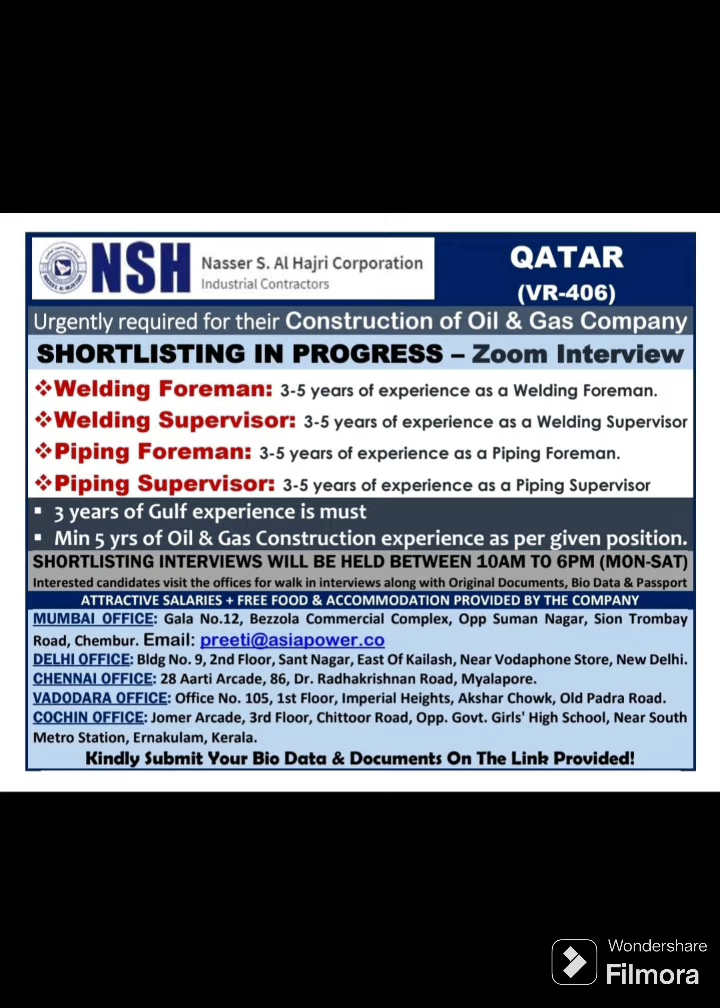 NSH Nasser S. Al Hajri Corporation
Industrial Contractors
QATAR
(VR-406)
Urgently required for their Construction of Oil & Gas Company
SHORTLISTING IN PROGRESS – Zoom Interview
❖Welding Foreman: 3-5 years of experience as a Welding Foreman.
❖Welding Supervisor: 3-5 years of experience as a Welding Supervisor
❖Piping Foreman: 3-5 years of experience as a Piping Foreman.
❖Piping Supervisor: 3-5 years of experience as a Piping Supervisor
▪ 3 years of Gulf experience is must
▪ Min 5 yrs of Oil & Gas Construction experience as per given position.
SHORTLISTING INTERVIEWS WILL BE HELD BETWEEN 10AM TO 6PM (MON-SAT)
Interested candidates visit the offices for walk in interviews along with Original Documents, Bio Data & Passport
ATTRACTIVE SALARIES + FREE FOOD & ACCOMMODATION PROVIDED BY THE COMPANY
MUMBAI OFFICE: Gala No.12, Bezzola Commercial Complex, Opp Suman Nagar, Sion Trombay
Road, Chembur. Email: preeti@asiapower.co
DELHI OFFICE: Bldg No. 9, 2nd Floor, Sant Nagar, East Of Kailash, Near Vodaphone Store, New Delhi.
CHENNAI OFFICE: 28 Aarti Arcade, 86, Dr. Radhakrishnan Road, Myalapore.
VADODARA OFFICE: Office No. 105, 1st Floor, Imperial Heights, Akshar Chowk, Old Padra Road.
COCHIN OFFICE: Jomer Arcade, 3rd Floor, Chittoor Road, Opp. Govt. Girls' High School, Near South
Metro Station, Ernakulam, Kerala.
Kindly Submit Your Bio Data & Documents On The Link Provided!
Wondershare
Filmora